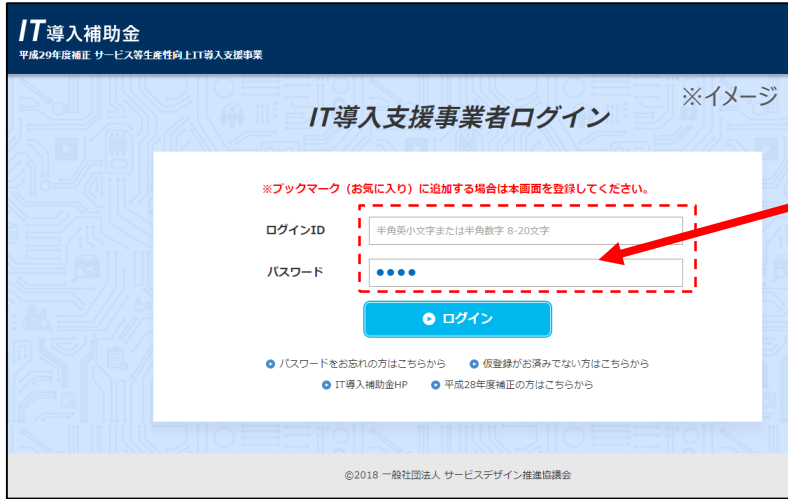 IT導入補助金
平成29年度補正 サービス等生産性向上IT導入支援事業
※イメージ
IT導入支援事業者ログイン
※ブックマーク（お気に入り）に追加する場合は本画面を登録してください。
ログインID 半角英小文字または半角数字 8-20文字
パスワード ●●●●
ログイン
パスワードをお忘れの方はこちらから 仮登録がお済みでない方はこちらから
IT導入補助金HP 平成28年度補正の方はこちらから
©2018 一般社団法人 サービスデザイン推進協議会